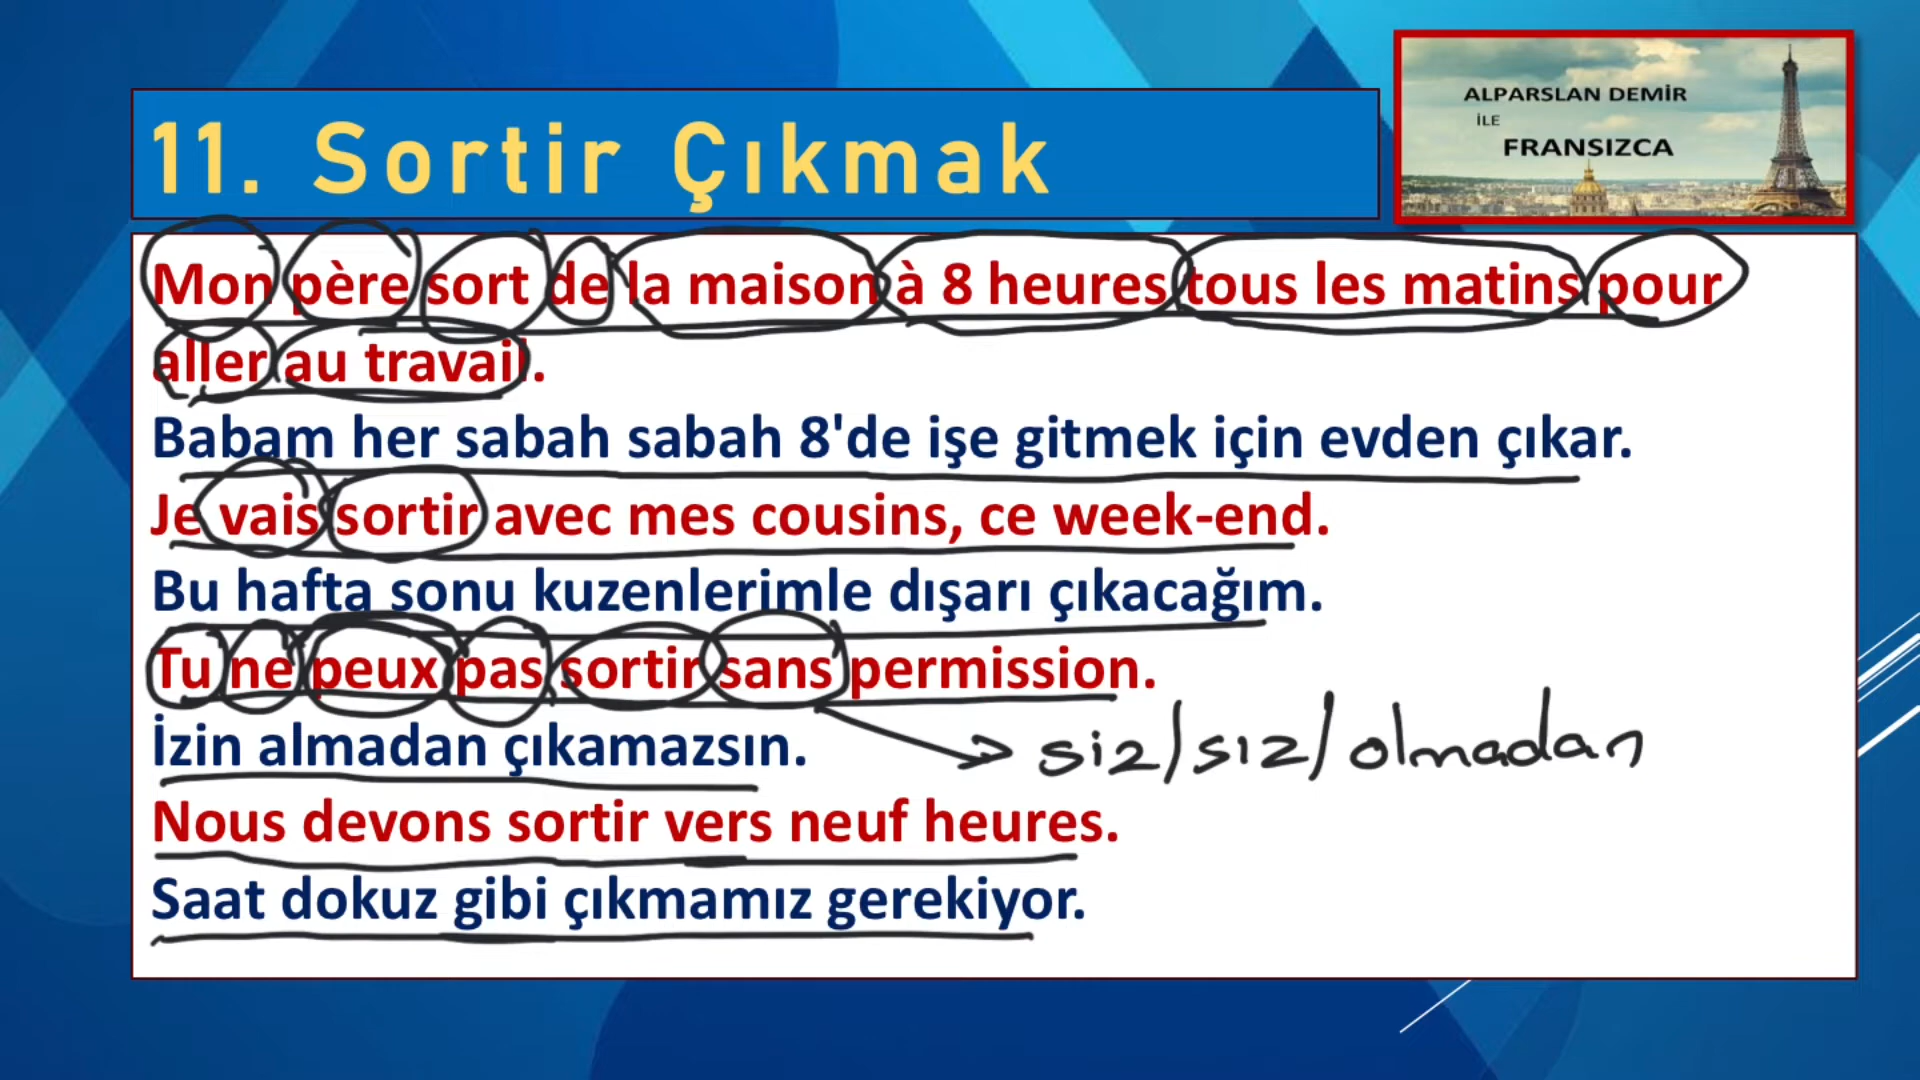 ALPARSLAN DEMİR
İLE
FRANSIZCA
11. Sortir Çıkmak
Mon père sort de la maison à 8 heures tous les matins pour
aller au travail.
Babam her sabah sabah 8'de işe gitmek için evden çıkar.
Je vais sortir avec mes cousins, ce week-end.
Bu hafta sonu kuzenlerimle dışarı çıkacağım.
Tu ne peux pas sortir sans permission.
İzin almadan çıkamazsın.
siz/sız/olmadan
Nous devons sortir vers neuf heures.
Saat dokuz gibi çıkmamız gerekiyor.